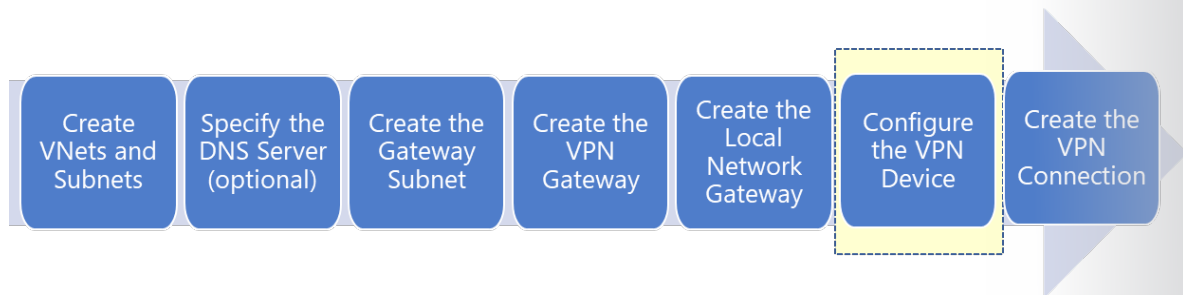 Create
VNets and
Subnets
Specify the
DNS Server
(optional)
Create the
Gateway
Subnet
Create the
VPN
Gateway
Create the
Local
Network
Gateway
Configure
the VPN
Device
Create the
VPN
Connection